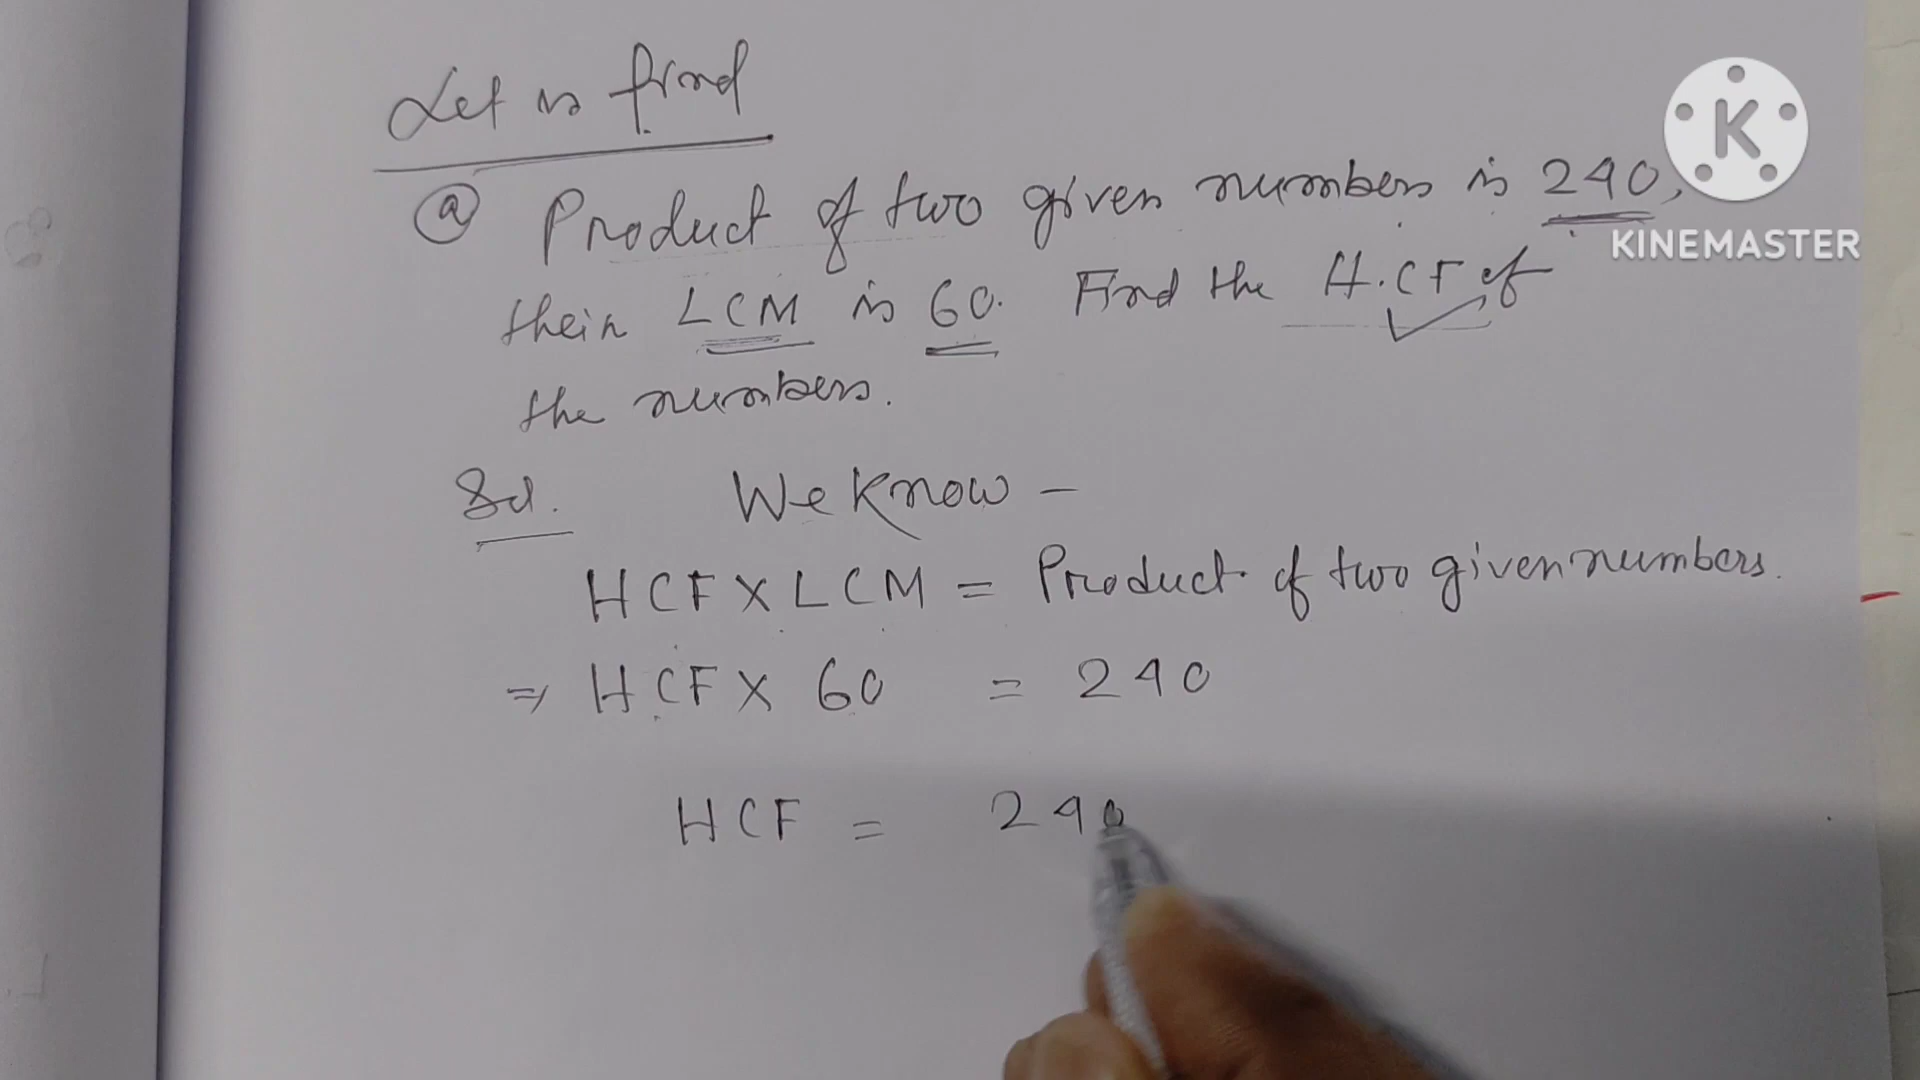 Let us find
K
(a) Product of two given numbers is 240,
KINEMASTER
their LCM is 60. Find the H.CF of
the numbers.
Sol. We Know -
HCF X LCM = Product of two given numbers.
⇒ HCF X 60 = 240
HCF = 240